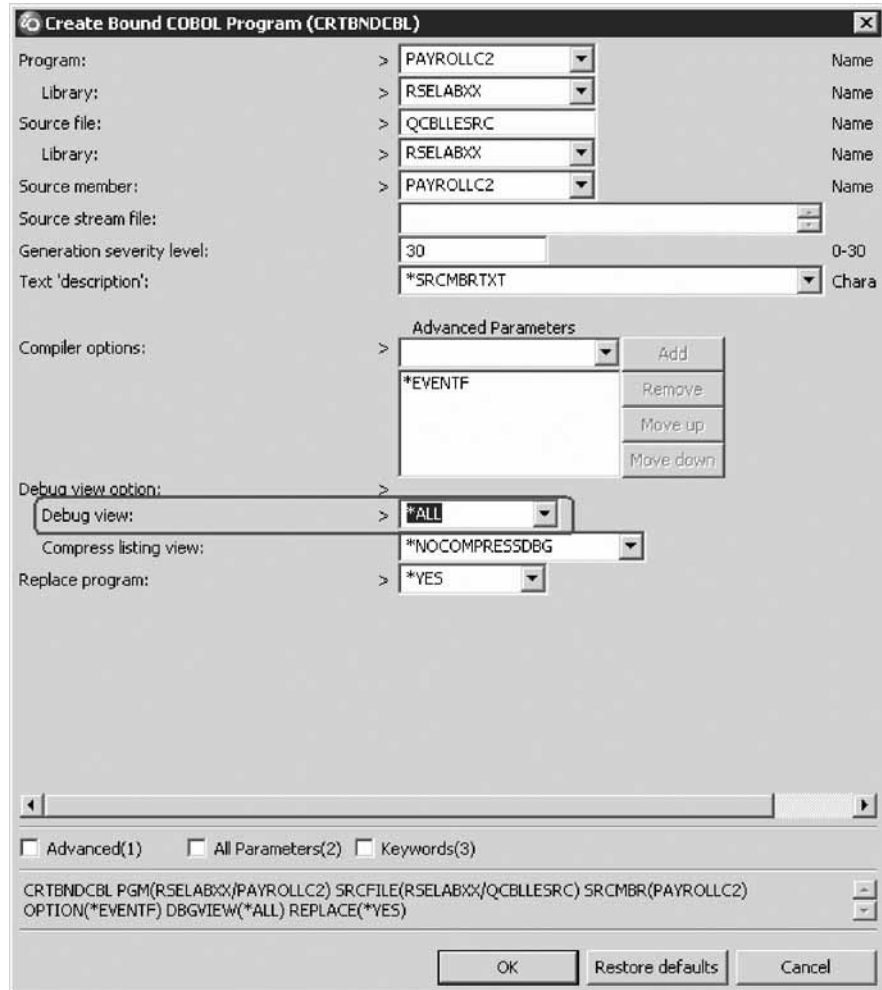 Create Bound COBOL Program (CRTBNDCBL)
Program: > PAYROLLC2 Name
Library: > RSELABXX Name
Source file: > QCBLLESRC Name
Library: > RSELABXX Name
Source member: > PAYROLLC2 Name
Source stream file:
Generation severity level: 30 0-30
Text 'description': *SRCMBRTXT Chara
Advanced Parameters
Compiler options: > Add
*EVENTF Remove
Move up
Move down
Debug view option: >
Debug view: > *ALL
Compress listing view: *NOCOMPRESSDBG
Replace program: > *YES
Advanced(1) All Parameters(2) Keywords(3)
CRTBNDCBL PGM(RSELABXX/PAYROLLC2) SRCFILE(RSELABXX/QCBLLESRC) SRCMBR(PAYROLLC2)
OPTION(*EVENTF) DBGVIEW(*ALL) REPLACE(*YES)
OK Restore defaults Cancel